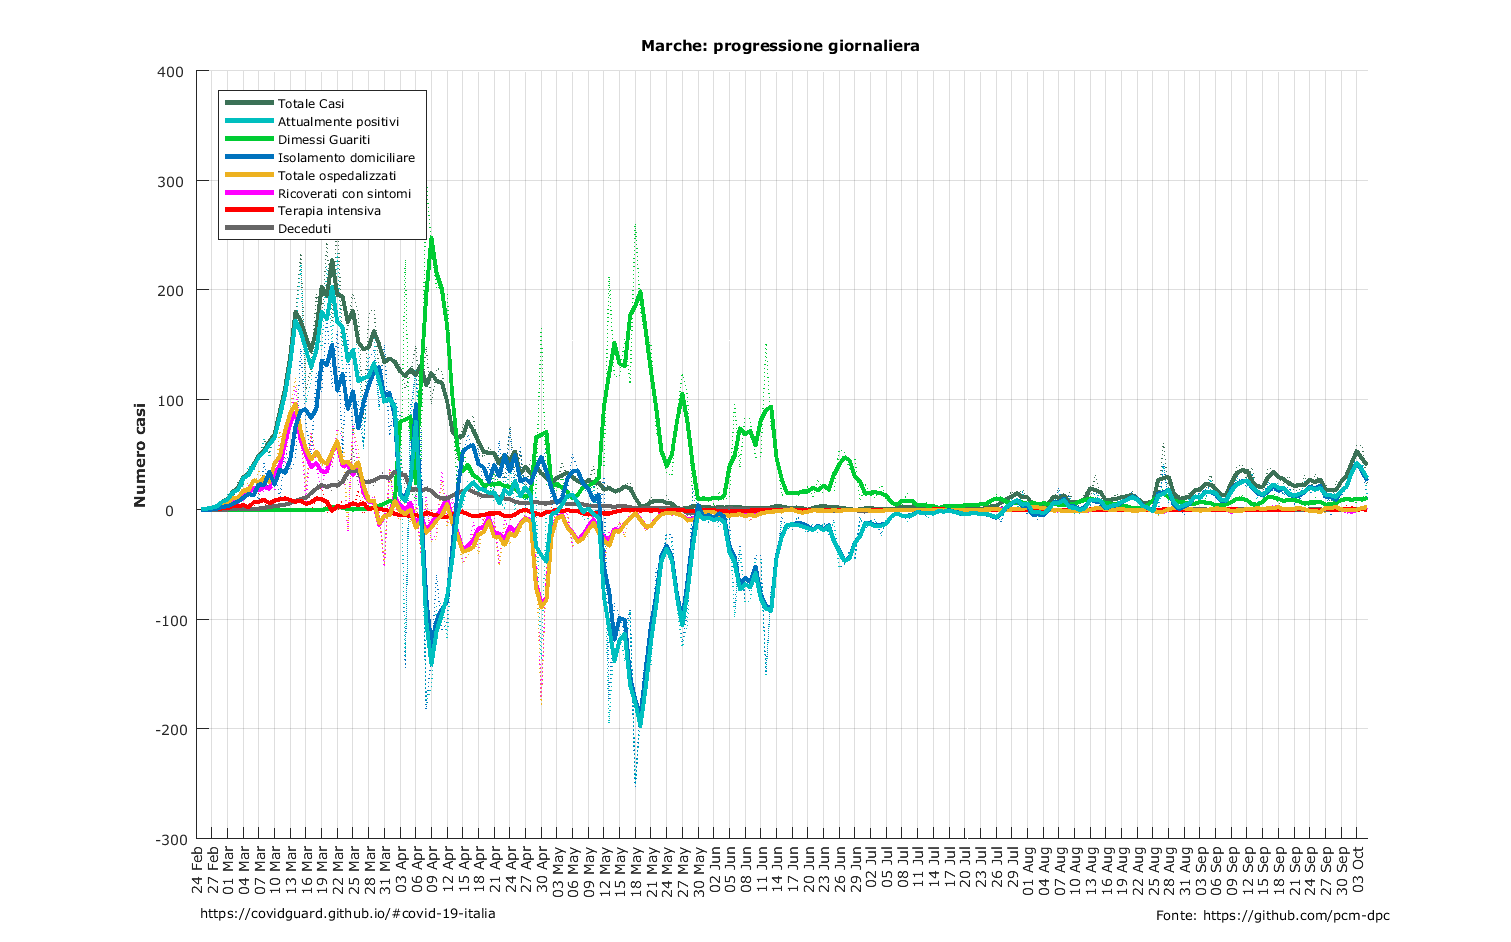 Marche: progressione giornaliera
400
300
200
100
0
-100
-200
-300
Numero casi
Totale Casi
Attualmente positivi
Dimessi Guariti
Isolamento domiciliare
Totale ospedalizzati
Ricoverati con sintomi
Terapia intensiva
Deceduti
24 Feb
27 Feb
01 Mar
04 Mar
07 Mar
10 Mar
13 Mar
16 Mar
19 Mar
22 Mar
25 Mar
28 Mar
31 Mar
03 Apr
06 Apr
09 Apr
12 Apr
15 Apr
18 Apr
21 Apr
24 Apr
27 Apr
30 Apr
03 May
06 May
09 May
12 May
15 May
18 May
21 May
24 May
27 May
30 May
02 Jun
05 Jun
08 Jun
11 Jun
14 Jun
17 Jun
20 Jun
23 Jun
26 Jun
29 Jun
02 Jul
05 Jul
08 Jul
11 Jul
14 Jul
17 Jul
20 Jul
23 Jul
26 Jul
29 Jul
01 Aug
04 Aug
07 Aug
10 Aug
13 Aug
16 Aug
19 Aug
22 Aug
25 Aug
28 Aug
31 Aug
03 Sep
06 Sep
09 Sep
12 Sep
15 Sep
18 Sep
21 Sep
24 Sep
27 Sep
30 Sep
03 Oct
https://covidguard.github.io/#covid-19-italia
Fonte: https://github.com/pcm-dpc